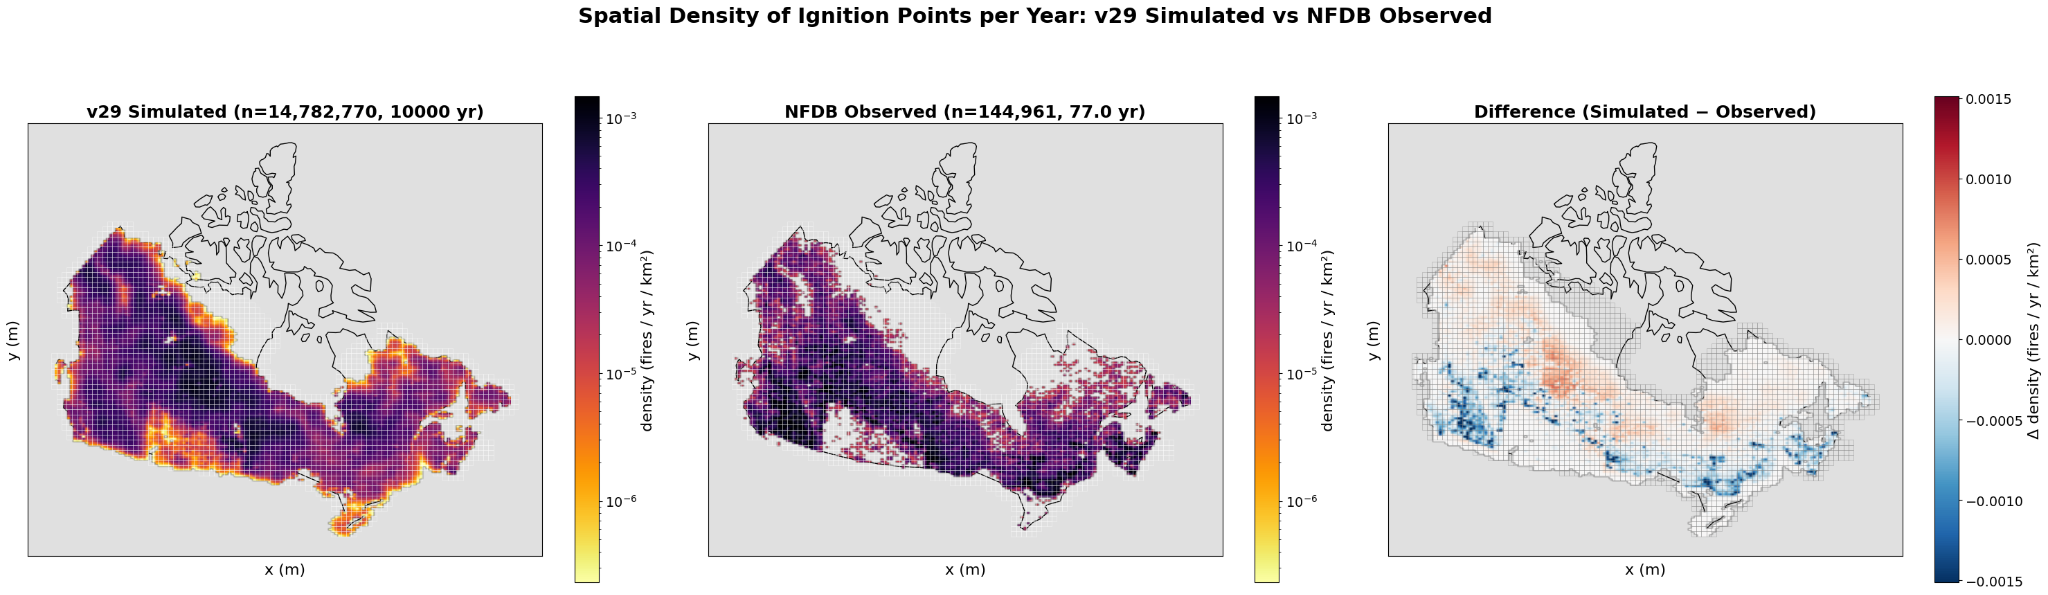 Spatial Density of Ignition Points per Year: v29 Simulated vs NFDB Observed
v29 Simulated (n=14,782,770, 10000 yr)
y (m)
x (m)
10⁻³
10⁻⁴
10⁻⁵
10⁻⁶
density (fires / yr / km²)
NFDB Observed (n=144,961, 77.0 yr)
y (m)
x (m)
10⁻³
10⁻⁴
10⁻⁵
10⁻⁶
density (fires / yr / km²)
Difference (Simulated − Observed)
y (m)
x (m)
0.0015
0.0010
0.0005
0.0000
−0.0005
−0.0010
−0.0015
Δ density (fires / yr / km²)